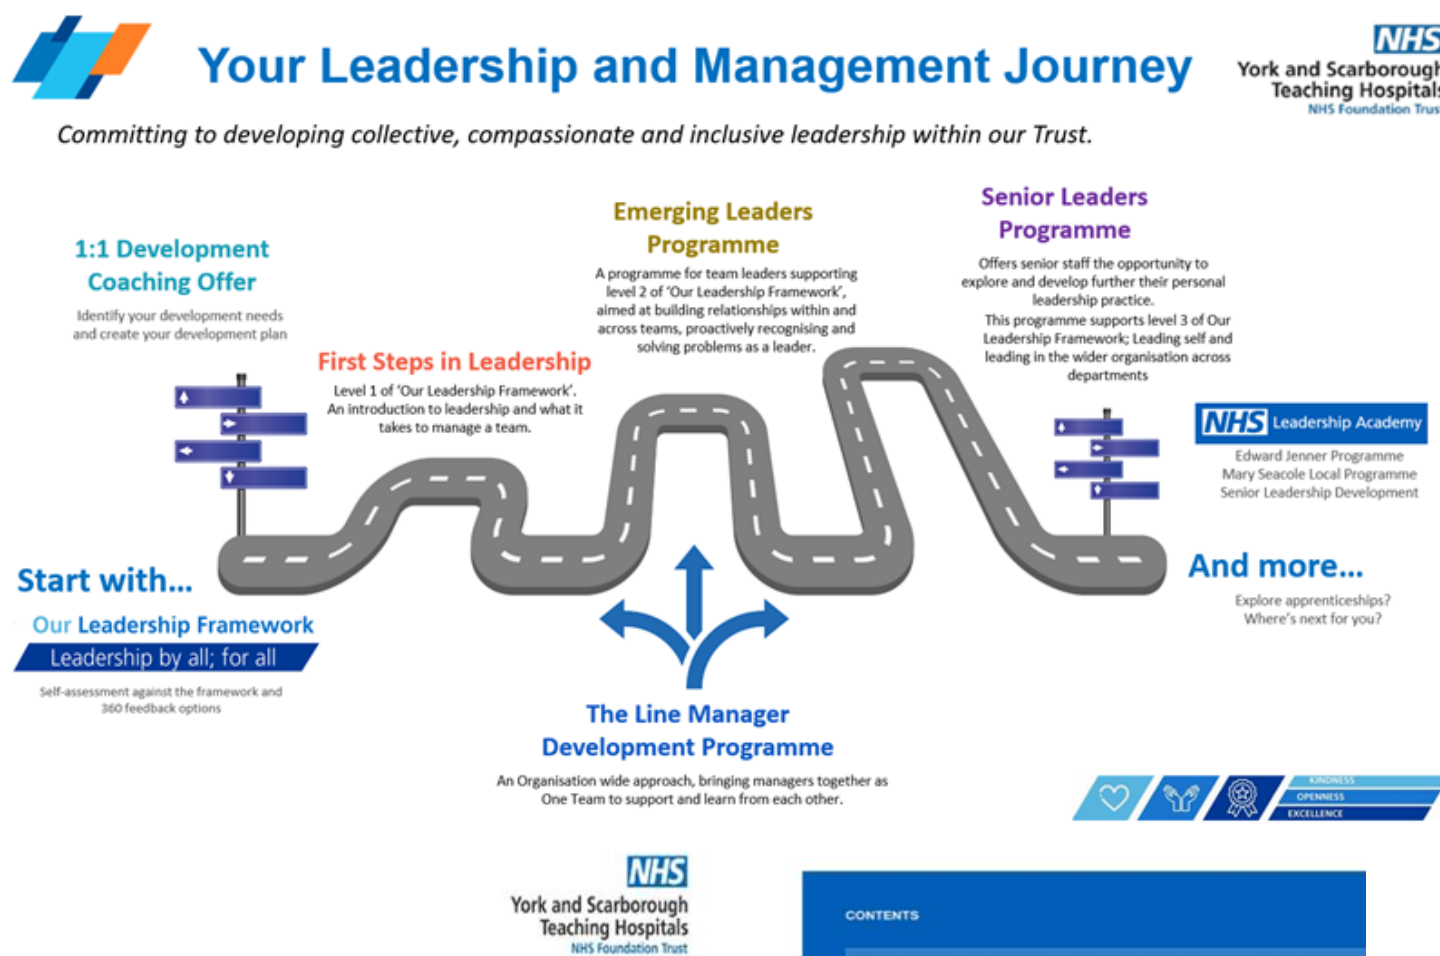 Your Leadership and Management Journey
NHS
York and Scarborough
Teaching Hospitals
NHS Foundation Trust
Committing to developing collective, compassionate and inclusive leadership within our Trust.
1:1 Development
Coaching Offer
Identify your development needs
and create your development plan
First Steps in Leadership
Level 1 of 'Our Leadership Framework'.
An introduction to leadership and what it
takes to manage a team.
Emerging Leaders
Programme
A programme for team leaders supporting
level 2 of 'Our Leadership Framework',
aimed at building relationships within and
across teams, proactively recognising and
solving problems as a leader.
Senior Leaders
Programme
Offers senior staff the opportunity to
explore and develop further their personal
leadership practice.
This programme supports level 3 of Our
Leadership Framework; Leading self and
leading in the wider organisation across
departments
NHS Leadership Academy
Edward Jenner Programme
Mary Seacole Local Programme
Senior Leadership Development
Start with...
Our Leadership Framework
Leadership by all; for all
Self-assessment against the framework and
360 feedback options
And more...
Explore apprenticeships?
Where's next for you?
The Line Manager
Development Programme
An Organisation wide approach, bringing managers together as
One Team to support and learn from each other.
KINDNESS
OPENNESS
EXCELLENCE
NHS
York and Scarborough
Teaching Hospitals
NHS Foundation Trust
CONTENTS